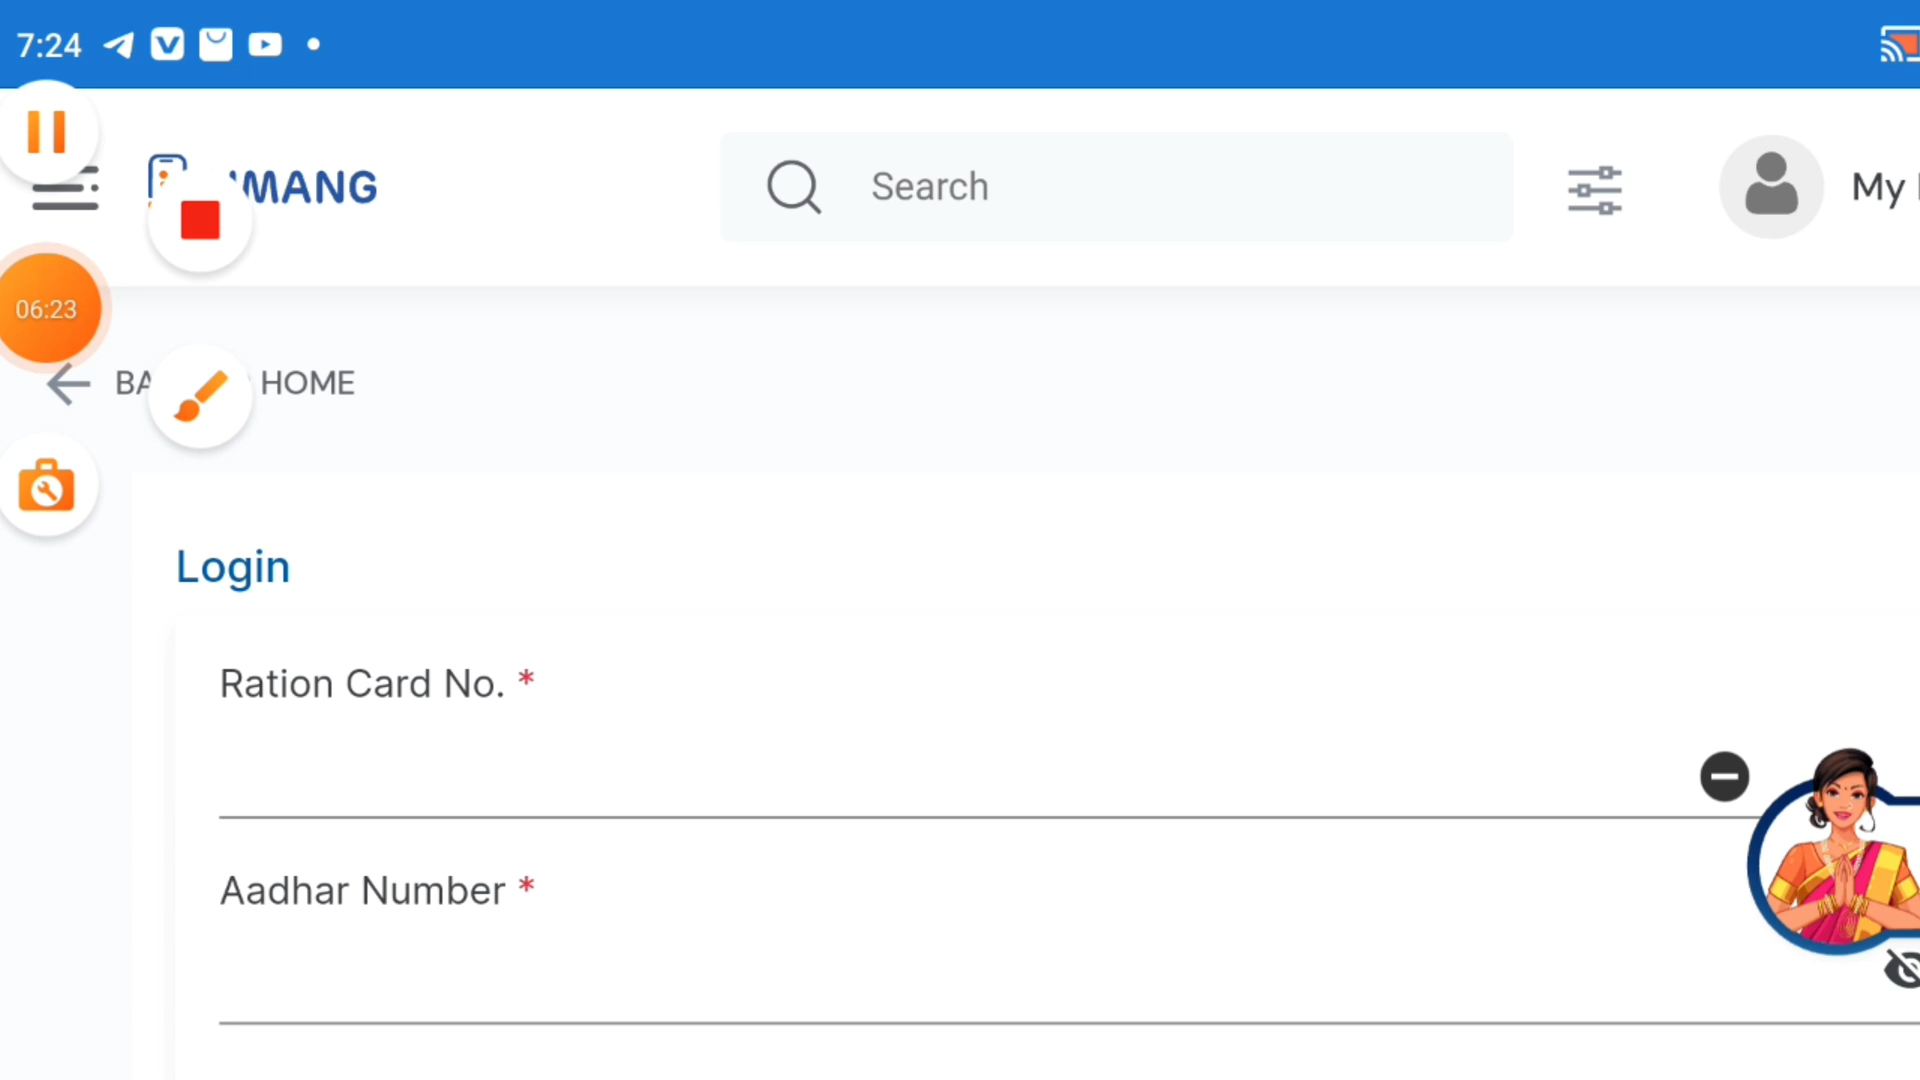 7:24
MANG
Search
My
06:23
HOME
Login
Ration Card No. *
Aadhar Number *